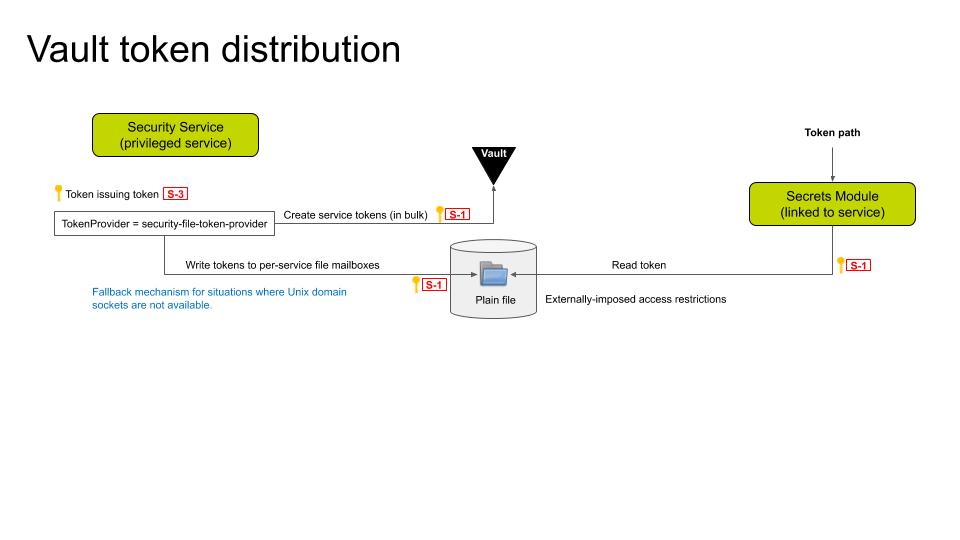 Vault token distribution
Security Service
(privileged service)
Token path
Vault
Token issuing token S-3
Secrets Module
(linked to service)
TokenProvider = security-file-token-provider
Create service tokens (in bulk) S-1
Write tokens to per-service file mailboxes
S-1
Read token
S-1
Fallback mechanism for situations where Unix domain
sockets are not available.
Plain file
Externally-imposed access restrictions